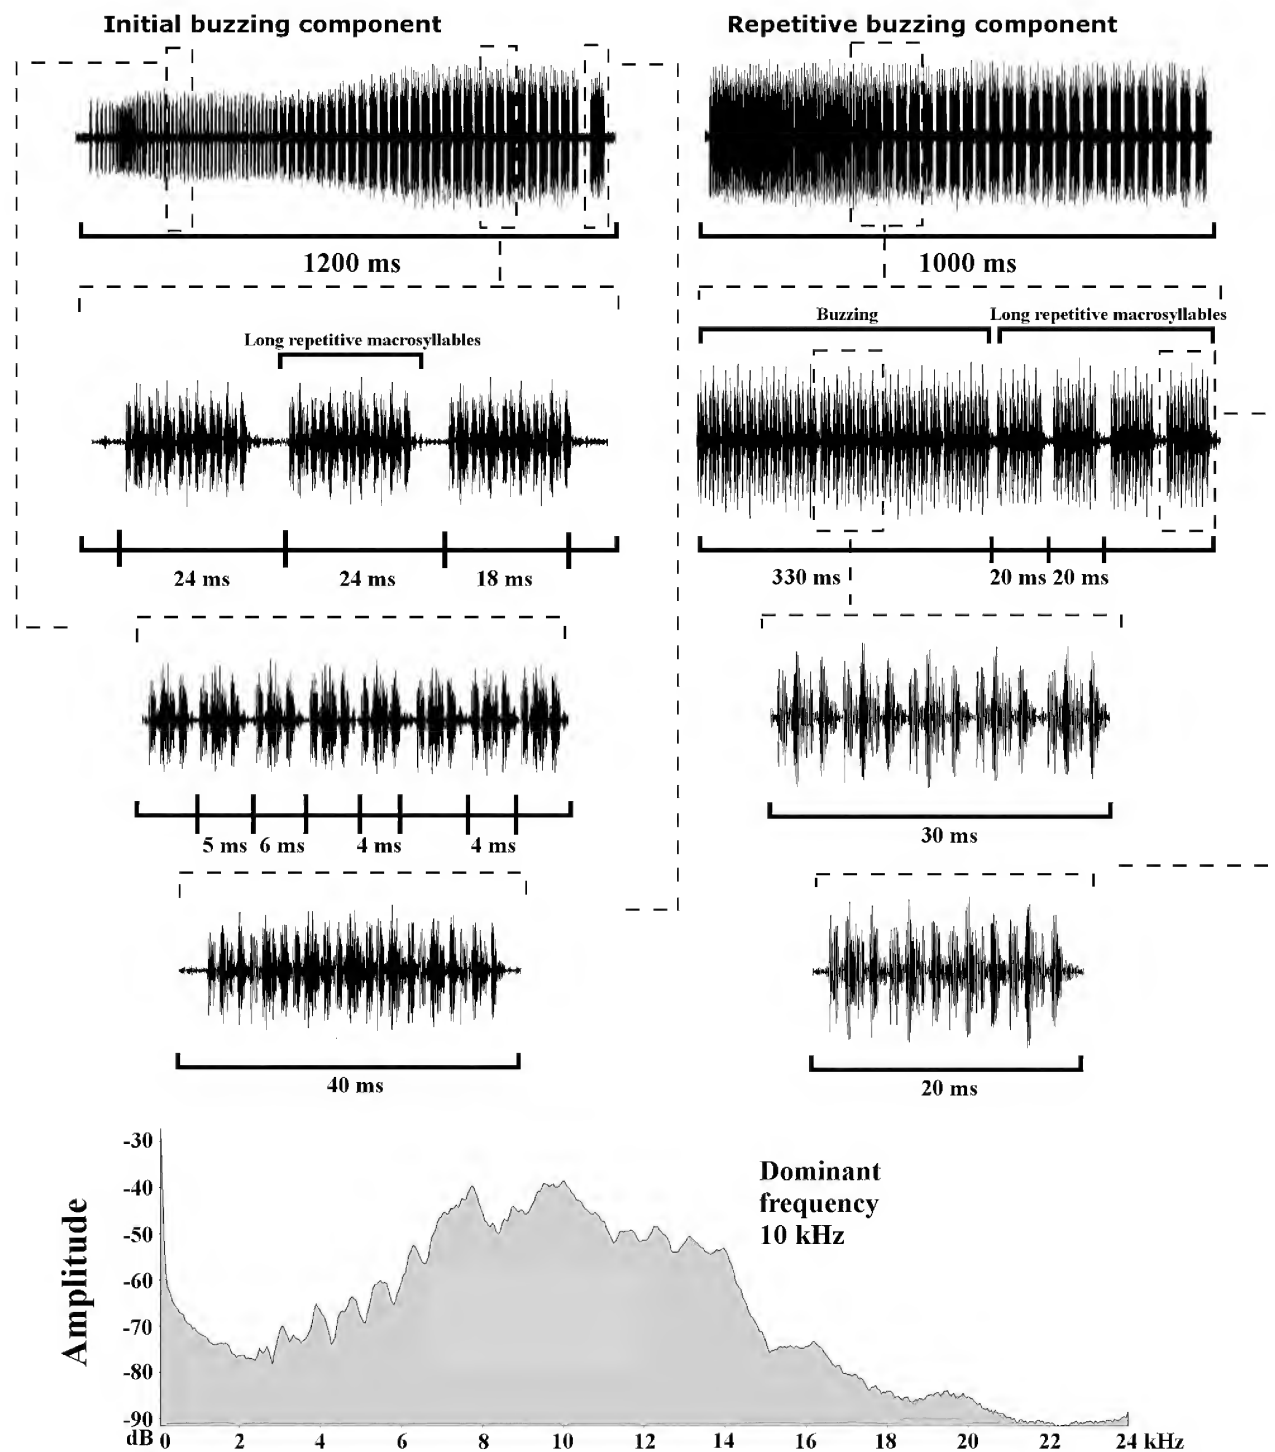 Initial buzzing component
Repetitive buzzing component
1200 ms
1000 ms
Long repetitive macrosyllables
Buzzing
Long repetitive macrosyllables
24 ms
24 ms
18 ms
330 ms
20 ms
20 ms
5 ms
6 ms
4 ms
4 ms
30 ms
40 ms
20 ms
Amplitude
-30
-40
-50
-60
-70
-80
-90
dB
Dominant
frequency
10 kHz
0 2 4 6 8 10 12 14 16 18 20 22 24 kHz